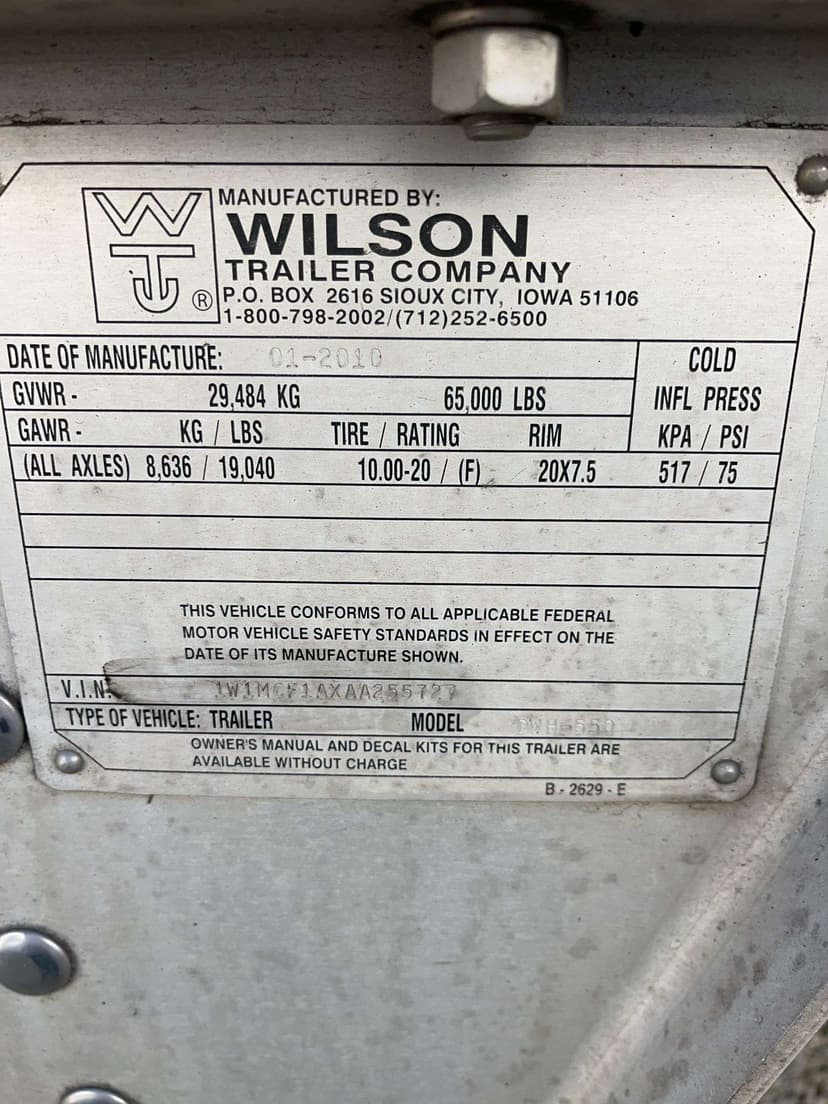 WT ®
MANUFACTURED BY:
WILSON
TRAILER COMPANY
P.O. BOX 2616 SIOUX CITY, IOWA 51106
1-800-798-2002/(712)252-6500
DATE OF MANUFACTURE: 01-2010
COLD
GVWR - 29,484 KG 65,000 LBS
INFL PRESS
GAWR - KG / LBS TIRE / RATING RIM KPA / PSI
(ALL AXLES) 8,636 / 19,040 10.00-20 / (F) 20X7.5 517 / 75
THIS VEHICLE CONFORMS TO ALL APPLICABLE FEDERAL
MOTOR VEHICLE SAFETY STANDARDS IN EFFECT ON THE
DATE OF ITS MANUFACTURE SHOWN.
V.I.N. 1W1MCF1AXAA255727
TYPE OF VEHICLE: TRAILER MODEL
OWNER'S MANUAL AND DECAL KITS FOR THIS TRAILER ARE
AVAILABLE WITHOUT CHARGE
B - 2629 - E